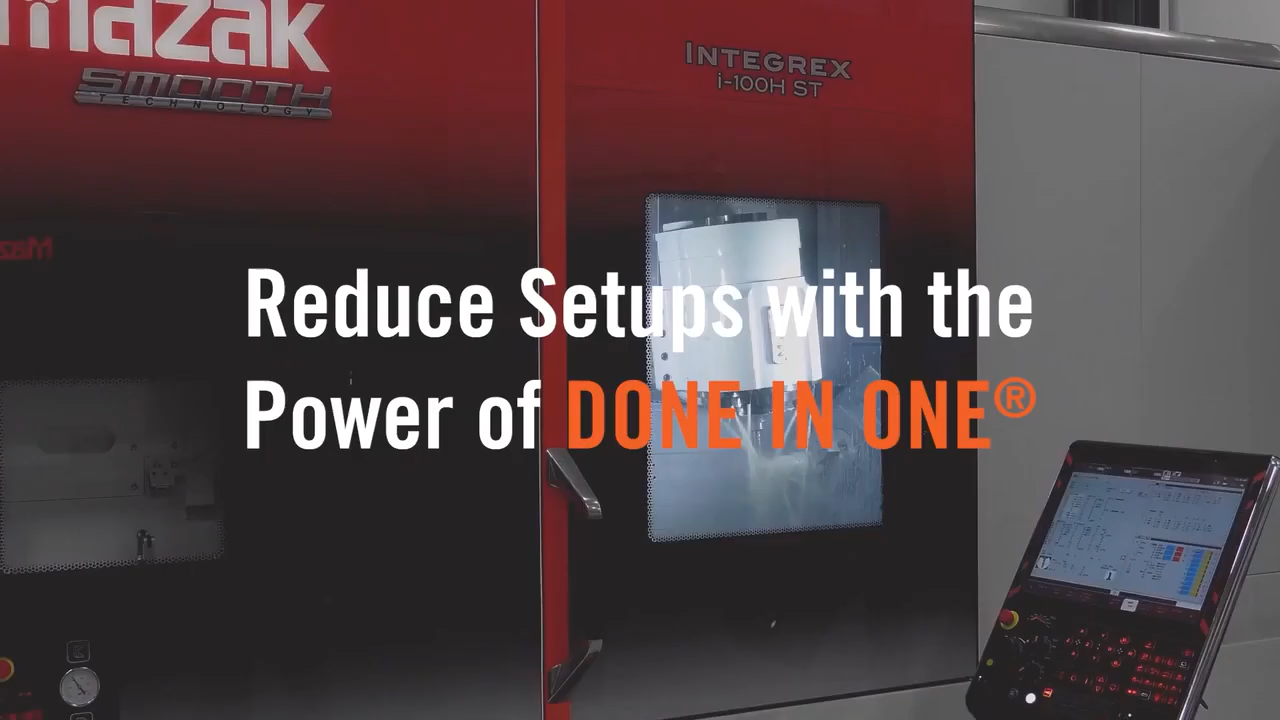 mazak
SMOOTH
TECHNOLOGY
INTEGREX
i-100H ST
Reduce Setups with the
Power of DONE IN ONE®